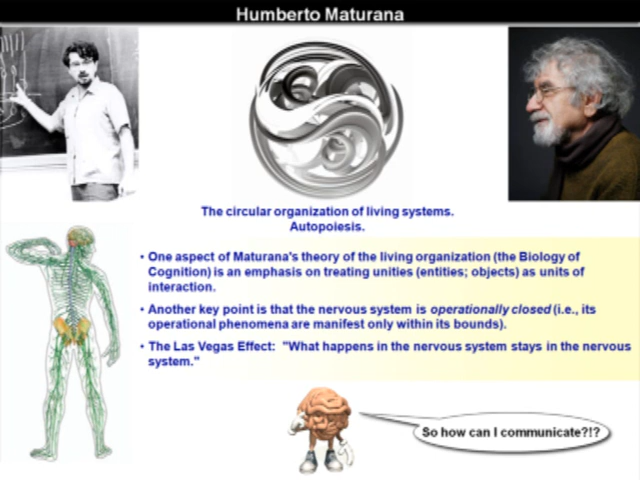 Humberto Maturana
The circular organization of living systems.
Autopoiesis.
• One aspect of Maturana's theory of the living organization (the Biology of
Cognition) is an emphasis on treating unities (entities; objects) as units of
interaction.
• Another key point is that the nervous system is operationally closed (i.e., its
operational phenomena are manifest only within its bounds).
• The Las Vegas Effect: "What happens in the nervous system stays in the nervous
system."
So how can I communicate?!?